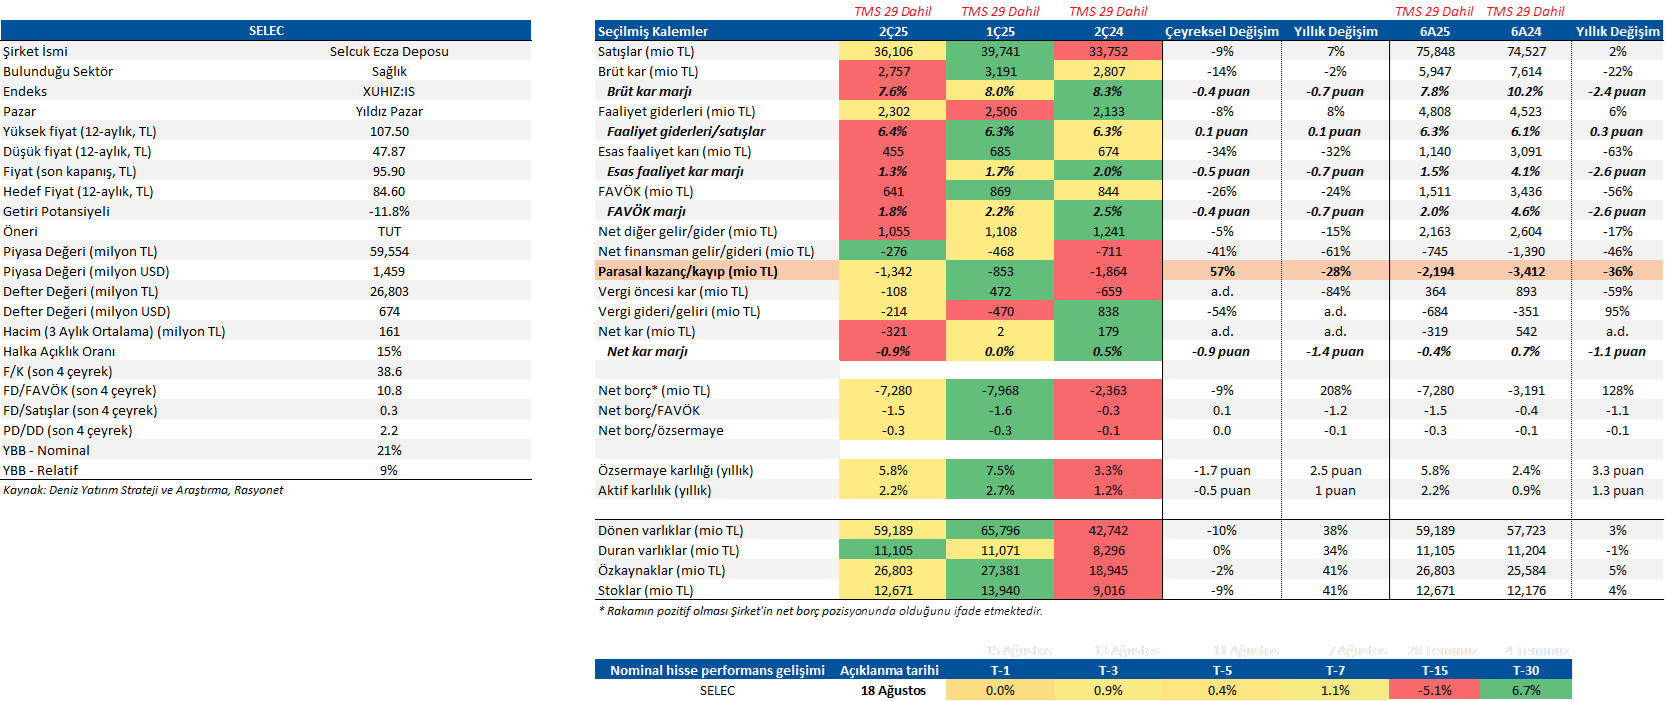 SELEC
Şirket İsmi Selcuk Ecza Deposu
Bulunduğu Sektör Sağlık
Endeks XUHIZ:IS
Pazar Yıldız Pazar
Yüksek fiyat (12-aylık, TL) 107.50
Düşük fiyat (12-aylık, TL) 47.87
Fiyat (son kapanış, TL) 95.90
Hedef Fiyat (12-aylık, TL) 84.60
Getiri Potansiyeli -11.8%
Öneri TUT
Piyasa Değeri (milyon TL) 59,554
Piyasa Değeri (milyon USD) 1,459
Defter Değeri (milyon TL) 26,803
Defter Değeri (milyon USD) 674
Hacim (3 Aylık Ortalama) (milyon TL) 161
Halka Açıklık Oranı 15%
F/K (son 4 çeyrek) 38.6
FD/FAVÖK (son 4 çeyrek) 10.8
FD/Satışlar (son 4 çeyrek) 0.3
PD/DD (son 4 çeyrek) 2.2
YBB - Nominal 21%
YBB - Relatif 9%
Kaynak: Deniz Yatırım Strateji ve Araştırma, Rasyonet
TMS 29 Dahil TMS 29 Dahil TMS 29 Dahil TMS 29 Dahil TMS 29 Dahil
Seçilmiş Kalemler 2Ç25 1Ç25 2Ç24 Çeyreksel Değişim Yıllık Değişim 6A25 6A24 Yıllık Değişim
Satışlar (mio TL) 36,106 39,741 33,752 -9% 7% 75,848 74,527 2%
Brüt kar (mio TL) 2,757 3,191 2,807 -14% -2% 5,947 7,614 -22%
Brüt kar marjı 7.6% 8.0% 8.3% -0.4 puan -0.7 puan 7.8% 10.2% -2.4 puan
Faaliyet giderleri (mio TL) 2,302 2,506 2,133 -8% 8% 4,808 4,523 6%
Faaliyet giderleri/satışlar 6.4% 6.3% 6.3% 0.1 puan 0.1 puan 6.3% 6.1% 0.3 puan
Esas faaliyet karı (mio TL) 455 685 674 -34% -32% 1,140 3,091 -63%
Esas faaliyet kar marjı 1.3% 1.7% 2.0% -0.5 puan -0.7 puan 1.5% 4.1% -2.6 puan
FAVÖK (mio TL) 641 869 844 -26% -24% 1,511 3,436 -56%
FAVÖK marjı 1.8% 2.2% 2.5% -0.4 puan -0.7 puan 2.0% 4.6% -2.6 puan
Net diğer gelir/gider (mio TL) 1,055 1,108 1,241 -5% -15% 2,163 2,604 -17%
Net finansman gelir/gideri (mio TL) -276 -468 -711 -41% -61% -745 -1,390 -46%
Parasal kazanç/kayıp (mio TL) -1,342 -853 -1,864 57% -28% -2,194 -3,412 -36%
Vergi öncesi kar (mio TL) -108 472 -659 a.d. -84% 364 893 -59%
Vergi gideri/geliri (mio TL) -214 -470 838 -54% a.d. -684 -351 95%
Net kar (mio TL) -321 2 179 a.d. a.d. -319 542 a.d.
Net kar marjı -0.9% 0.0% 0.5% -0.9 puan -1.4 puan -0.4% 0.7% -1.1 puan
Net borç* (mio TL) -7,280 -7,968 -2,363 -9% 208% -7,280 -3,191 128%
Net borç/FAVÖK -1.5 -1.6 -0.3 0.1 -1.2 -1.5 -0.4 -1.1
Net borç/özsermaye -0.3 -0.3 -0.1 0.0 -0.1 -0.3 -0.1 -0.1
Özsermaye karlılığı (yıllık) 5.8% 7.5% 3.3% -1.7 puan 2.5 puan 5.8% 2.4% 3.3 puan
Aktif karlılık (yıllık) 2.2% 2.7% 1.2% -0.5 puan 1 puan 2.2% 0.9% 1.3 puan
Dönen varlıklar (mio TL) 59,189 65,796 42,742 -10% 38% 59,189 57,723 3%
Duran varlıklar (mio TL) 11,105 11,071 8,296 0% 34% 11,105 11,204 -1%
Özkaynaklar (mio TL) 26,803 27,381 18,945 -2% 41% 26,803 25,584 5%
Stoklar (mio TL) 12,671 13,940 9,016 -9% 41% 12,671 12,176 4%
* Rakamın pozitif olması Şirket'in net borç pozisyonunda olduğunu ifade etmektedir.
15 Ağustos 13 Ağustos 11 Ağustos 7 Ağustos 28 Temmuz 4 Temmuz
Nominal hisse performans gelişimi Açıklanma tarihi T-1 T-3 T-5 T-7 T-15 T-30
SELEC 18 Ağustos 0.0% 0.9% 0.4% 1.1% -5.1% 6.7%